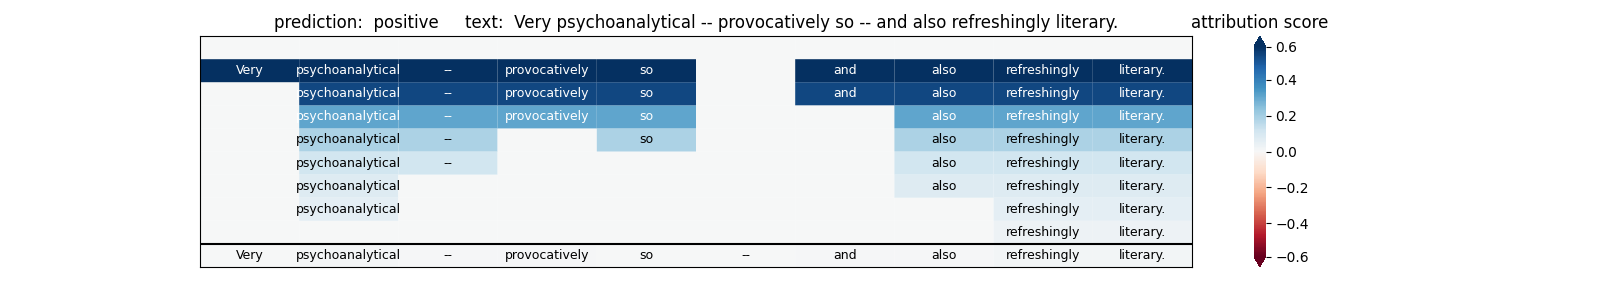 prediction:  positive     text:  Very psychoanalytical -- provocatively so -- and also refreshingly literary.     attribution score
Very psychoanalytical -- provocatively so and also refreshingly literary. 0.6
psychoanalytical -- provocatively so and also refreshingly literary. 0.4
psychoanalytical provocatively so also refreshingly literary. 0.2
psychoanalytical -- so also refreshingly literary.
psychoanalytical -- also refreshingly literary. 0.0
psychoanalytical also refreshingly literary. −0.2
psychoanalytical refreshingly literary.
refreshingly literary. −0.4
Very psychoanalytical -- provocatively so -- and also refreshingly literary. −0.6